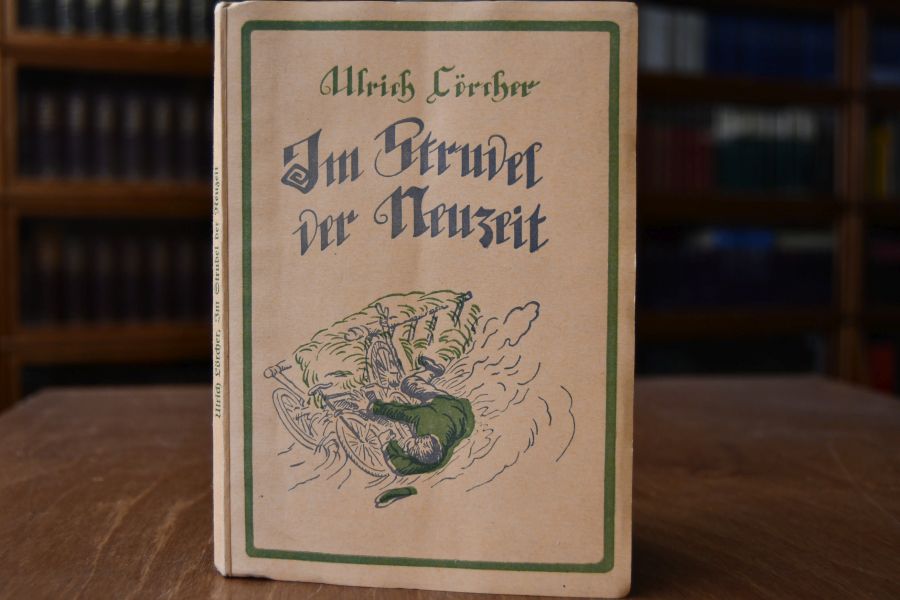 Ulrich Lörcher
Im Strudel
der Neuzeit
Ulrich Lörcher, Im Strudel der Neuzeit